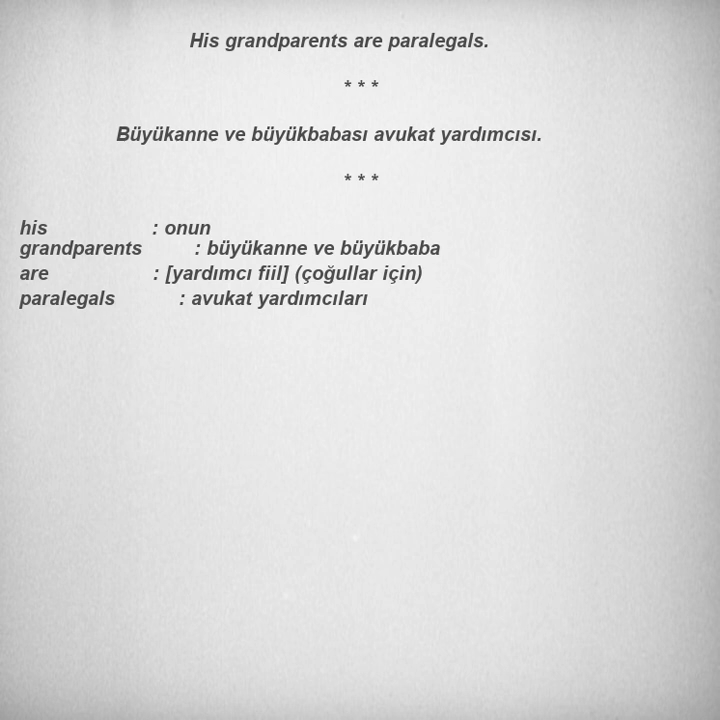 His grandparents are paralegals.
* * *
Büyükanne ve büyükbabası avukat yardımcısı.
* * *
his : onun
grandparents : büyükanne ve büyükbaba
are : [yardımcı fiil] (çoğullar için)
paralegals : avukat yardımcıları